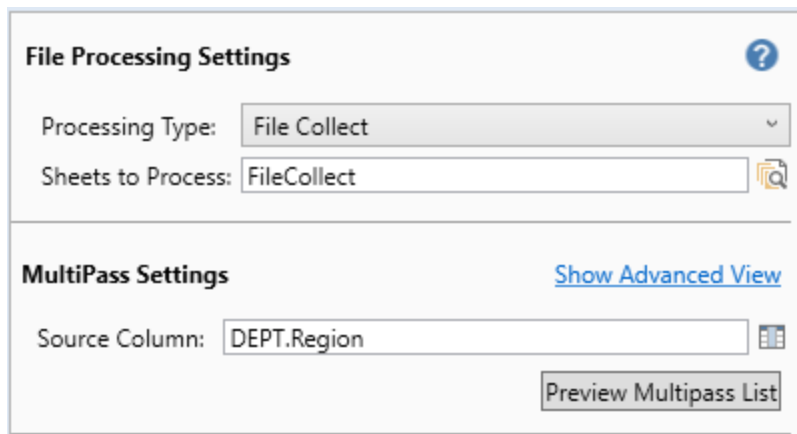 File Processing Settings
?
Processing Type: File Collect
Sheets to Process: FileCollect
MultiPass Settings Show Advanced View
Source Column: DEPT.Region
Preview Multipass List